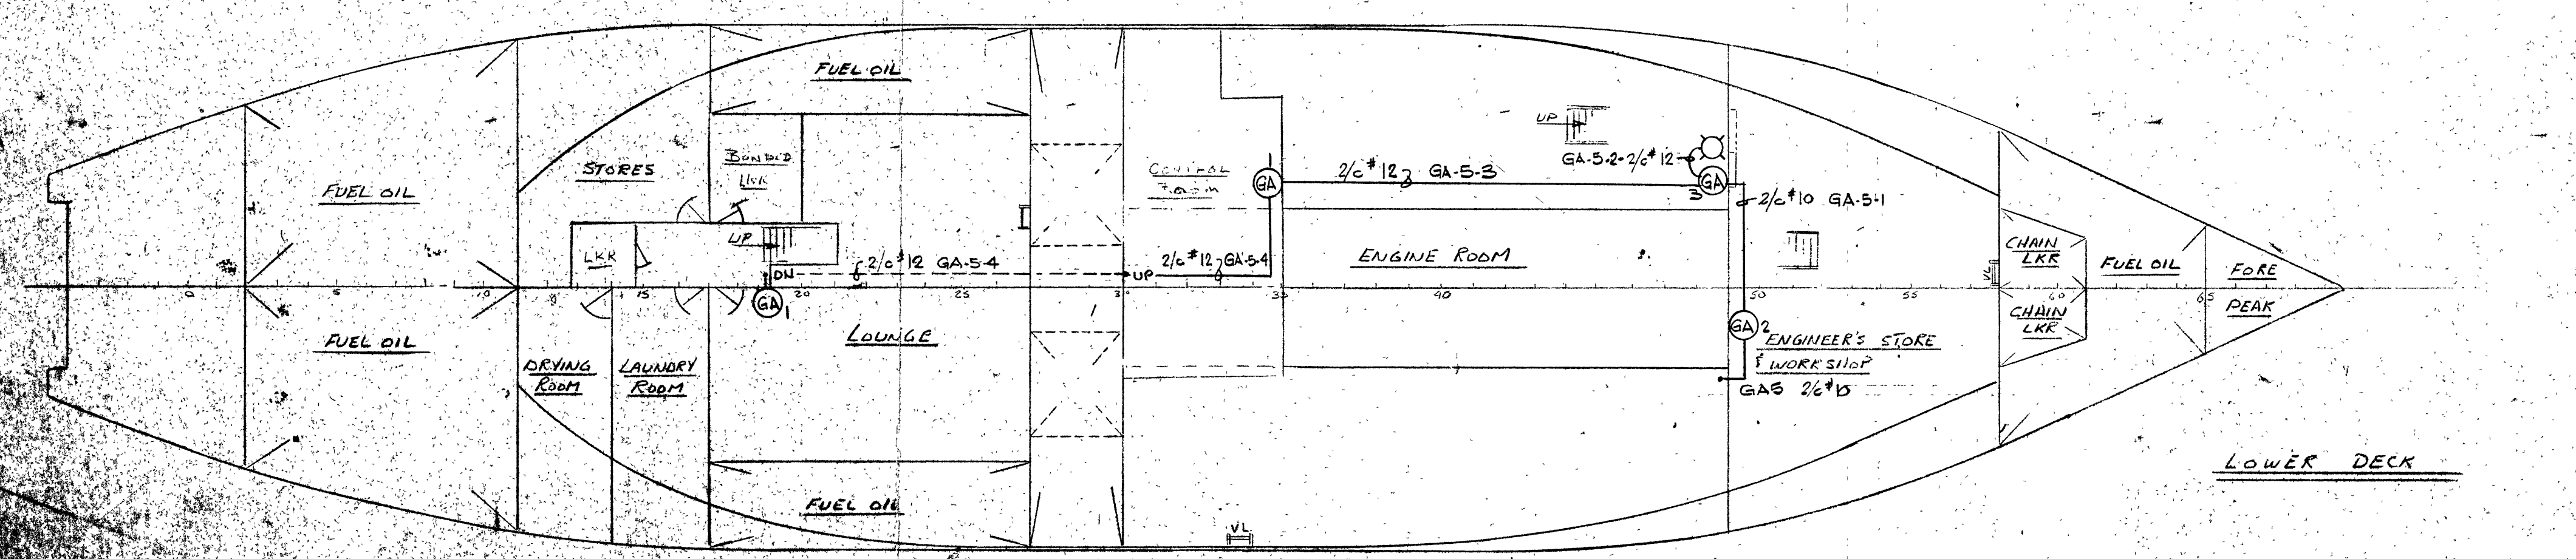 FUEL OIL
FUEL OIL
STORES
BONDED
LKR
LKR
UP
DN
GA
1
2/c #12 GA-5-4
UP
FUEL OIL
DRYING
ROOM
LAUNDRY
ROOM
LOUNGE
FUEL OIL
CONTROL
ROOM
1
GA
2/c #12 GA-5-4
2/c #12 GA-5-3
UP
GA-5-2-2/c #12
GA
3
2/c #10 GA-5-1
ENGINE ROOM
GA 2
ENGINEER'S STORE
& WORKSHOP
GA5 2/c #10
VL
VL
CHAIN
LKR
CHAIN
LKR
FUEL OIL
FORE
PEAK
0 5 10 15 20 25 30 35 40 50 55 60 65
LOWER DECK